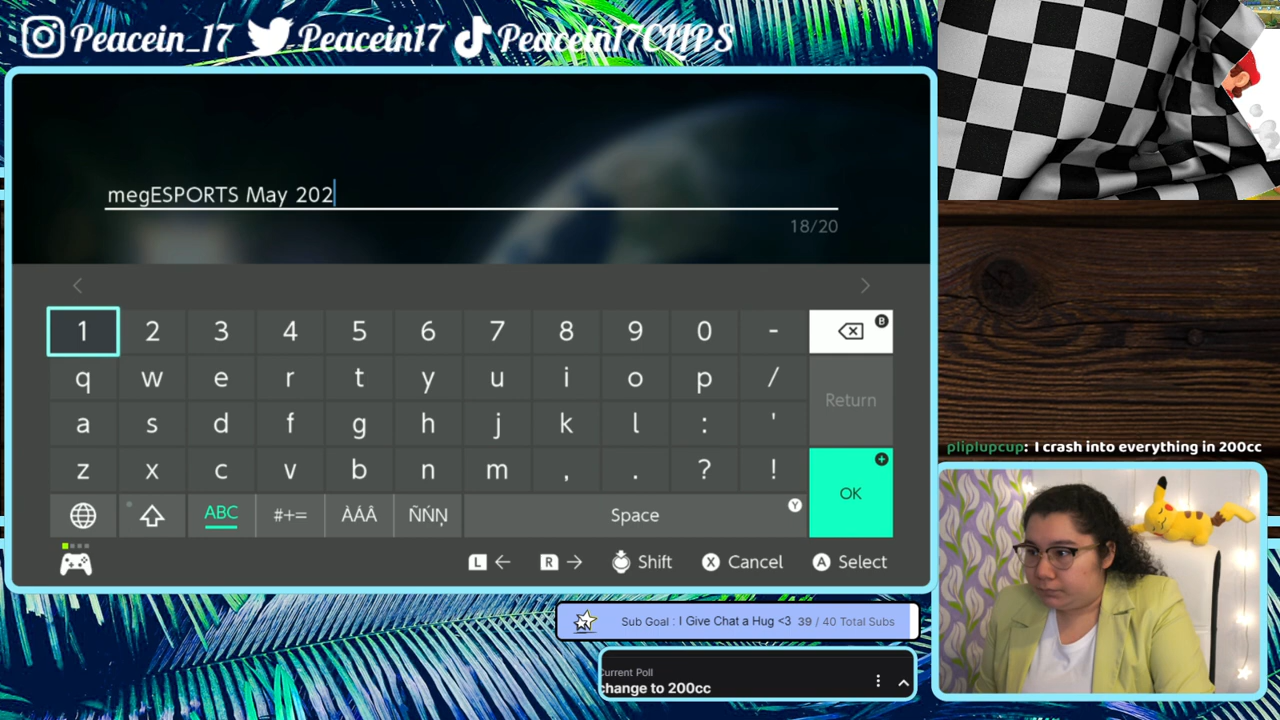 Peacein_17 Peacein17 Peacein17ClIPS
megESPORTS May 202
18/20
1 2 3 4 5 6 7 8 9 0 - B
q w e r t y u i o p /
Return
a s d f g h j k l : '
z x c v b n m , . ? !
+
OK
ABC #+= ÀÁÂ ÑŃŅ Space Y
L ← R → Shift X Cancel A Select
pliplupcup: I crash into everything in 200cc
Sub Goal : I Give Chat a Hug <3 39 / 40 Total Subs
Current Poll
change to 200cc